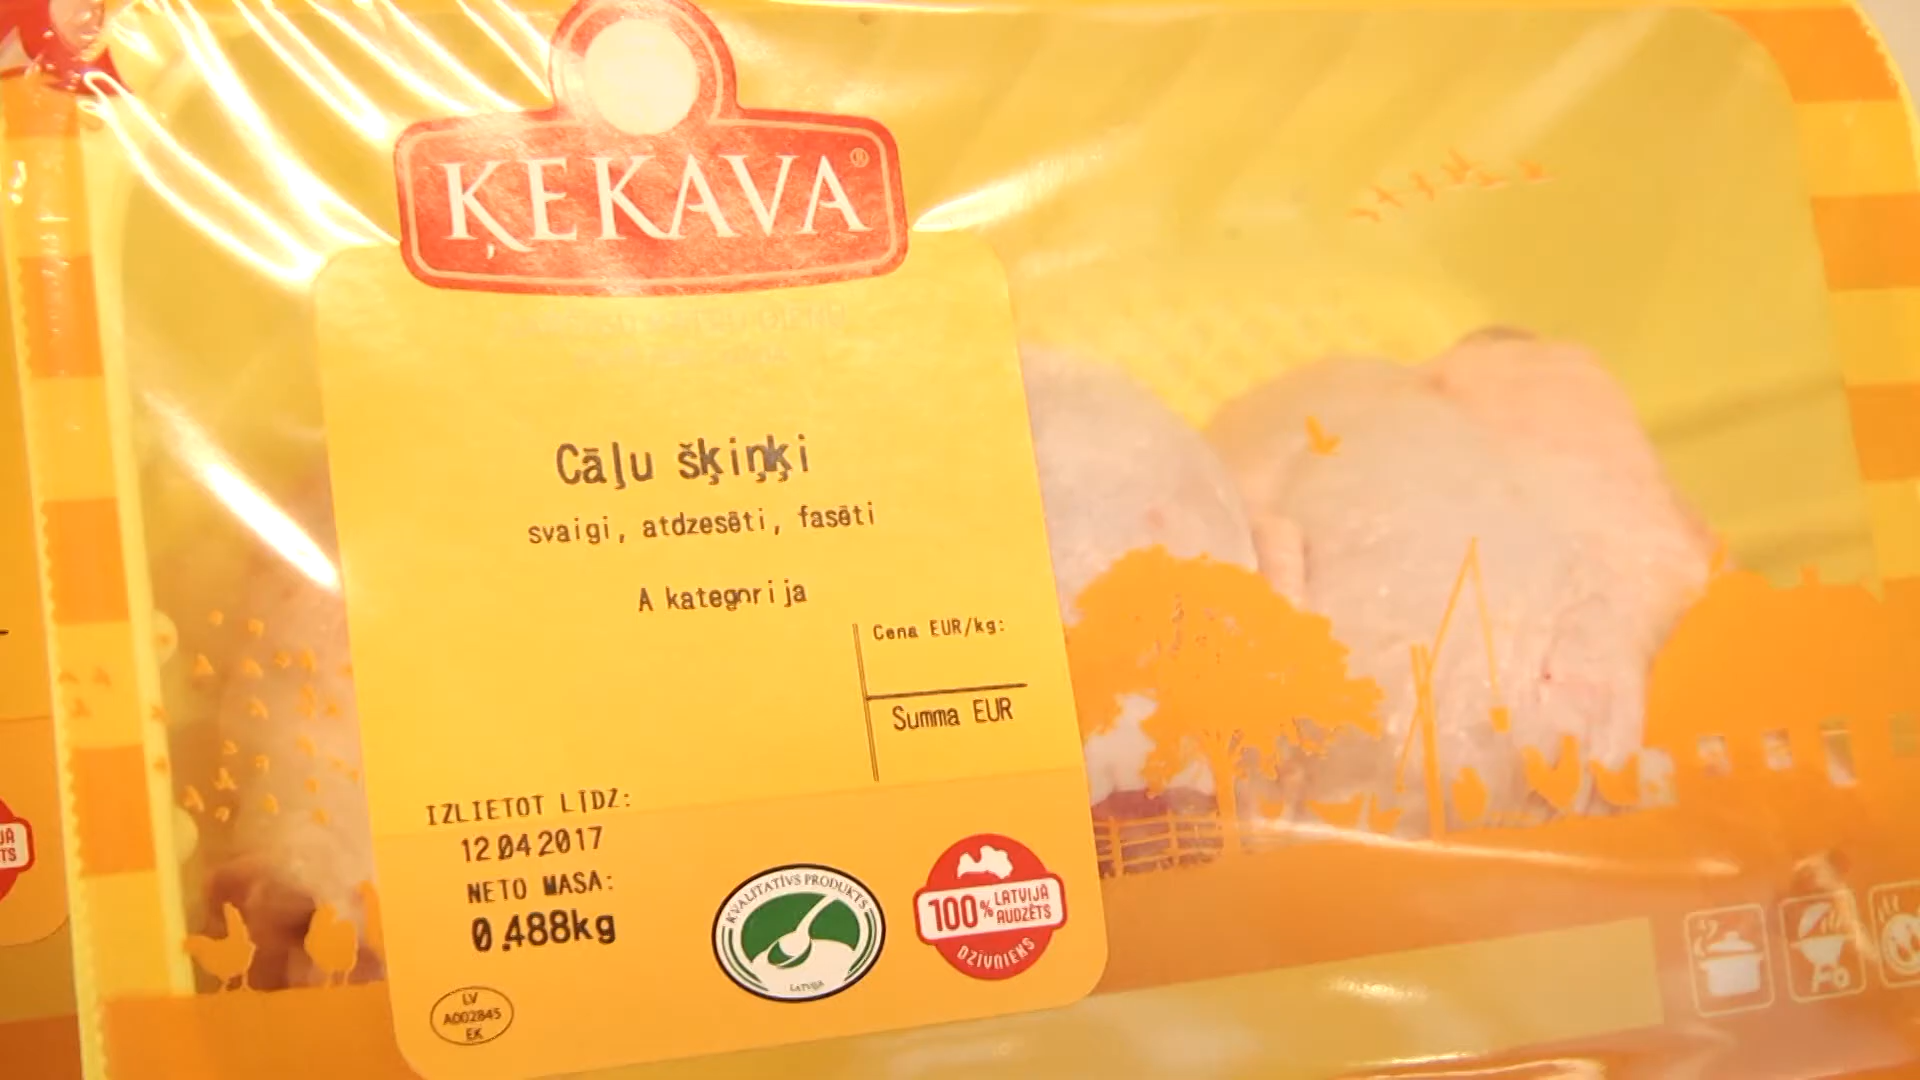 ĶEKAVA®
Cāļu šķiņķi
svaigi, atdzesēti, fasēti
A kategorija
Cena EUR/kg:
Summa EUR
IZLIETOT LĪDZ:
12.04.2017
NETO MASA:
0.488kg
KVALITATĪVS PRODUKTS
LATVIJA
100% LATVIJĀ
AUDZĒTS
DZĪVNIEKS
LV
A002845
EK